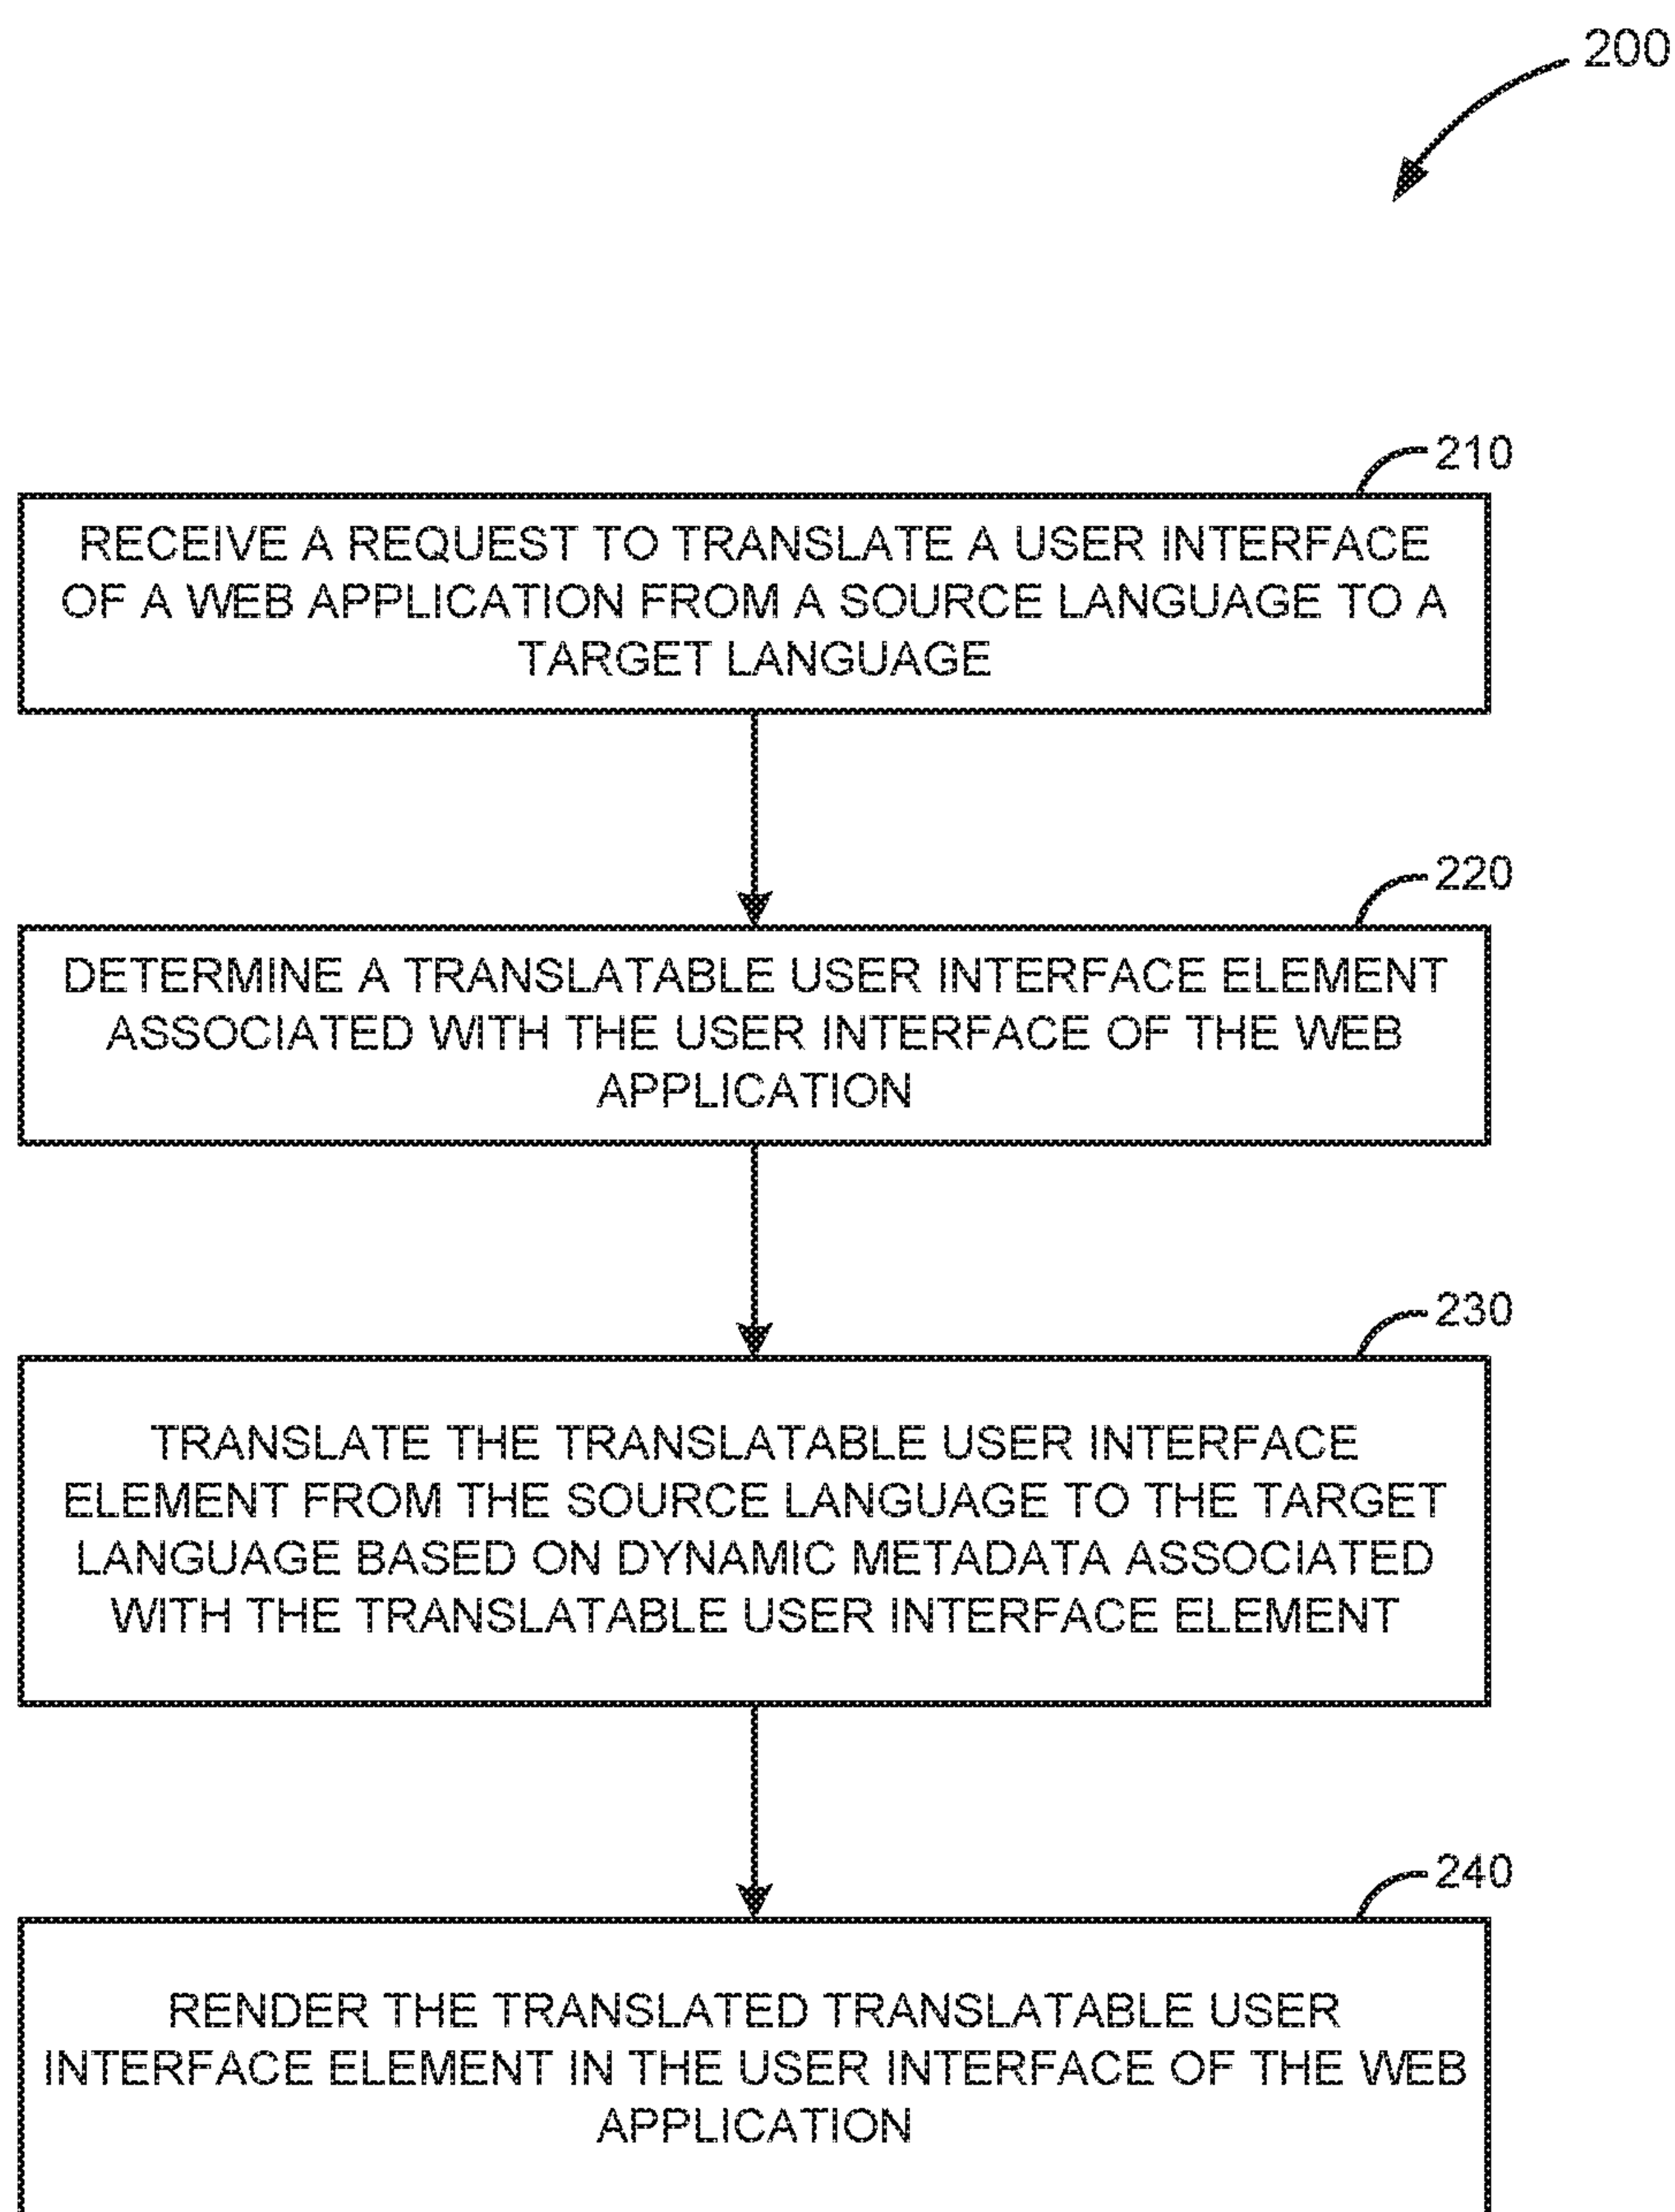 200
210
RECEIVE A REQUEST TO TRANSLATE A USER INTERFACE
OF A WEB APPLICATION FROM A SOURCE LANGUAGE TO A
TARGET LANGUAGE
220
DETERMINE A TRANSLATABLE USER INTERFACE ELEMENT
ASSOCIATED WITH THE USER INTERFACE OF THE WEB
APPLICATION
230
TRANSLATE THE TRANSLATABLE USER INTERFACE
ELEMENT FROM THE SOURCE LANGUAGE TO THE TARGET
LANGUAGE BASED ON DYNAMIC METADATA ASSOCIATED
WITH THE TRANSLATABLE USER INTERFACE ELEMENT
240
RENDER THE TRANSLATED TRANSLATABLE USER
INTERFACE ELEMENT IN THE USER INTERFACE OF THE WEB
APPLICATION